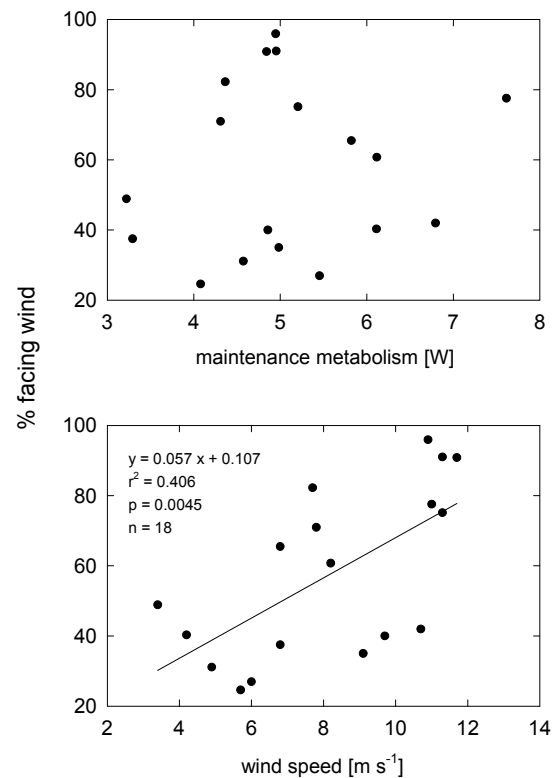 100
80
60
40
20
3 4 5 6 7 8
maintenance metabolism [W]
% facing wind
100
80
60
40
20
y = 0.057 x + 0.107
r² = 0.406
p = 0.0045
n = 18
2 4 6 8 10 12 14
wind speed [m s⁻¹]